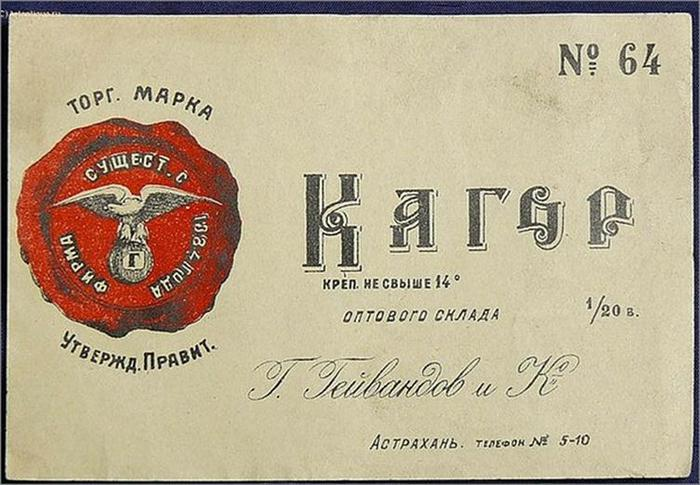 № 64
ТОРГ. МАРКА
ФИРМА СУЩЕСТ. С 1884 ГОДА
Г
УТВЕРЖД. ПРАВИТ.
КАГОР
КРЕП. НЕ СВЫШЕ 14°
ОПТОВОГО СКЛАДА
1/20 В.
Г. Гейвандов и Ко
АСТРАХАНЬ. ТЕЛЕФОН № 5-10